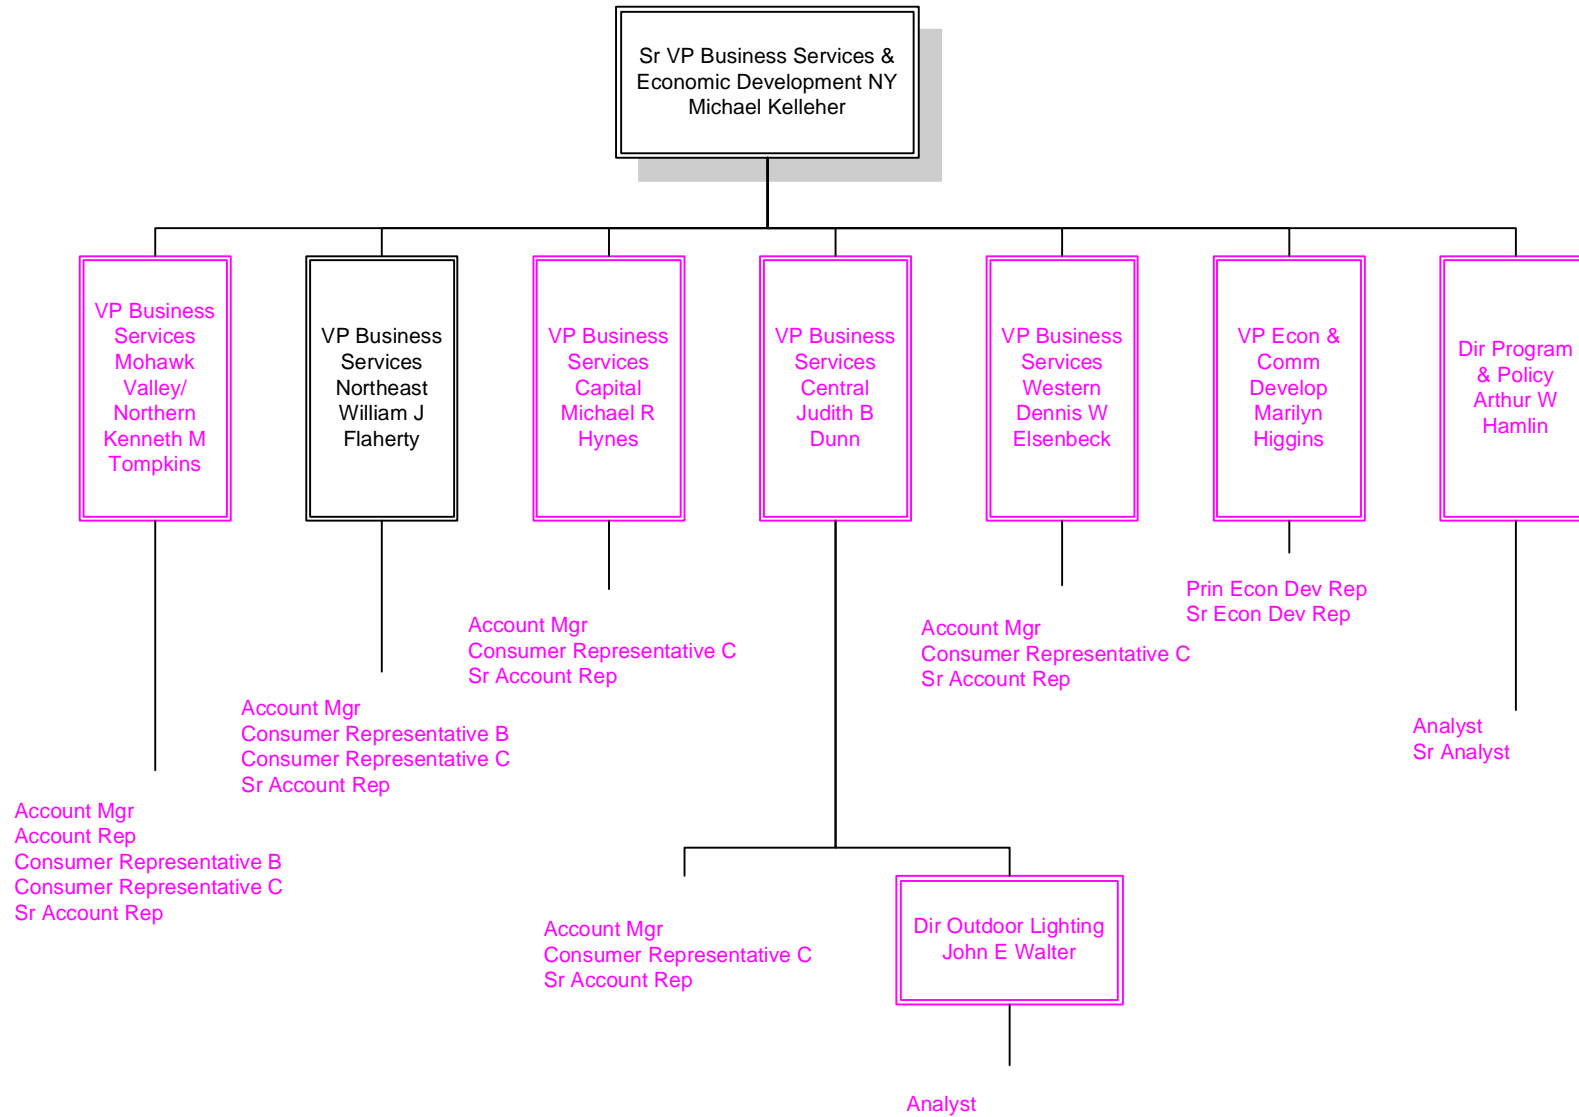 Sr VP Business Services &
Economic Development NY
Michael Kelleher
VP Business
Services
Mohawk
Valley/
Northern
Kenneth M
Tompkins
VP Business
Services
Northeast
William J
Flaherty
VP Business
Services
Capital
Michael R
Hynes
VP Business
Services
Central
Judith B
Dunn
VP Business
Services
Western
Dennis W
Elsenbeck
VP Econ &
Comm
Develop
Marilyn
Higgins
Dir Program
& Policy
Arthur W
Hamlin
Account Mgr
Account Rep
Consumer Representative B
Consumer Representative C
Sr Account Rep
Account Mgr
Consumer Representative B
Consumer Representative C
Sr Account Rep
Account Mgr
Consumer Representative C
Sr Account Rep
Account Mgr
Consumer Representative C
Sr Account Rep
Dir Outdoor Lighting
John E Walter
Analyst
Account Mgr
Consumer Representative C
Sr Account Rep
Prin Econ Dev Rep
Sr Econ Dev Rep
Analyst
Sr Analyst